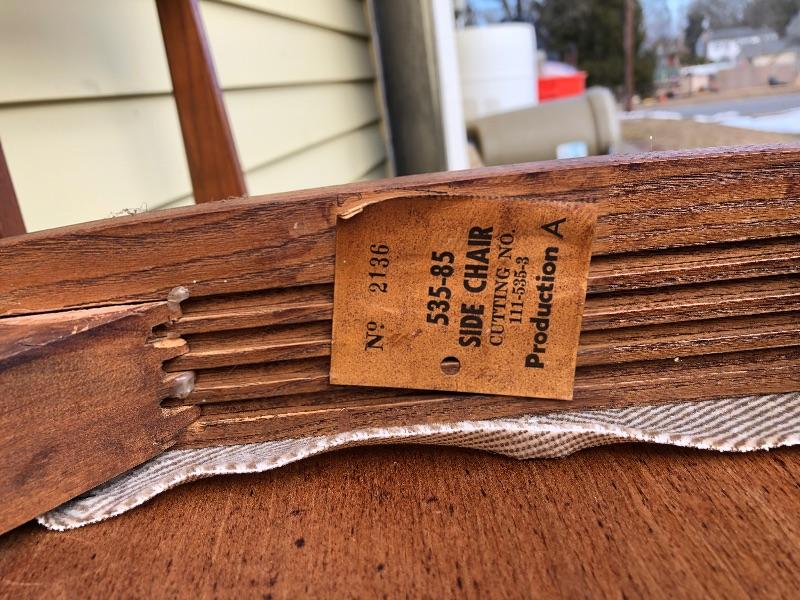 Nº 2136
535-85
SIDE CHAIR
CUTTING NO.
111-535-3
Production A